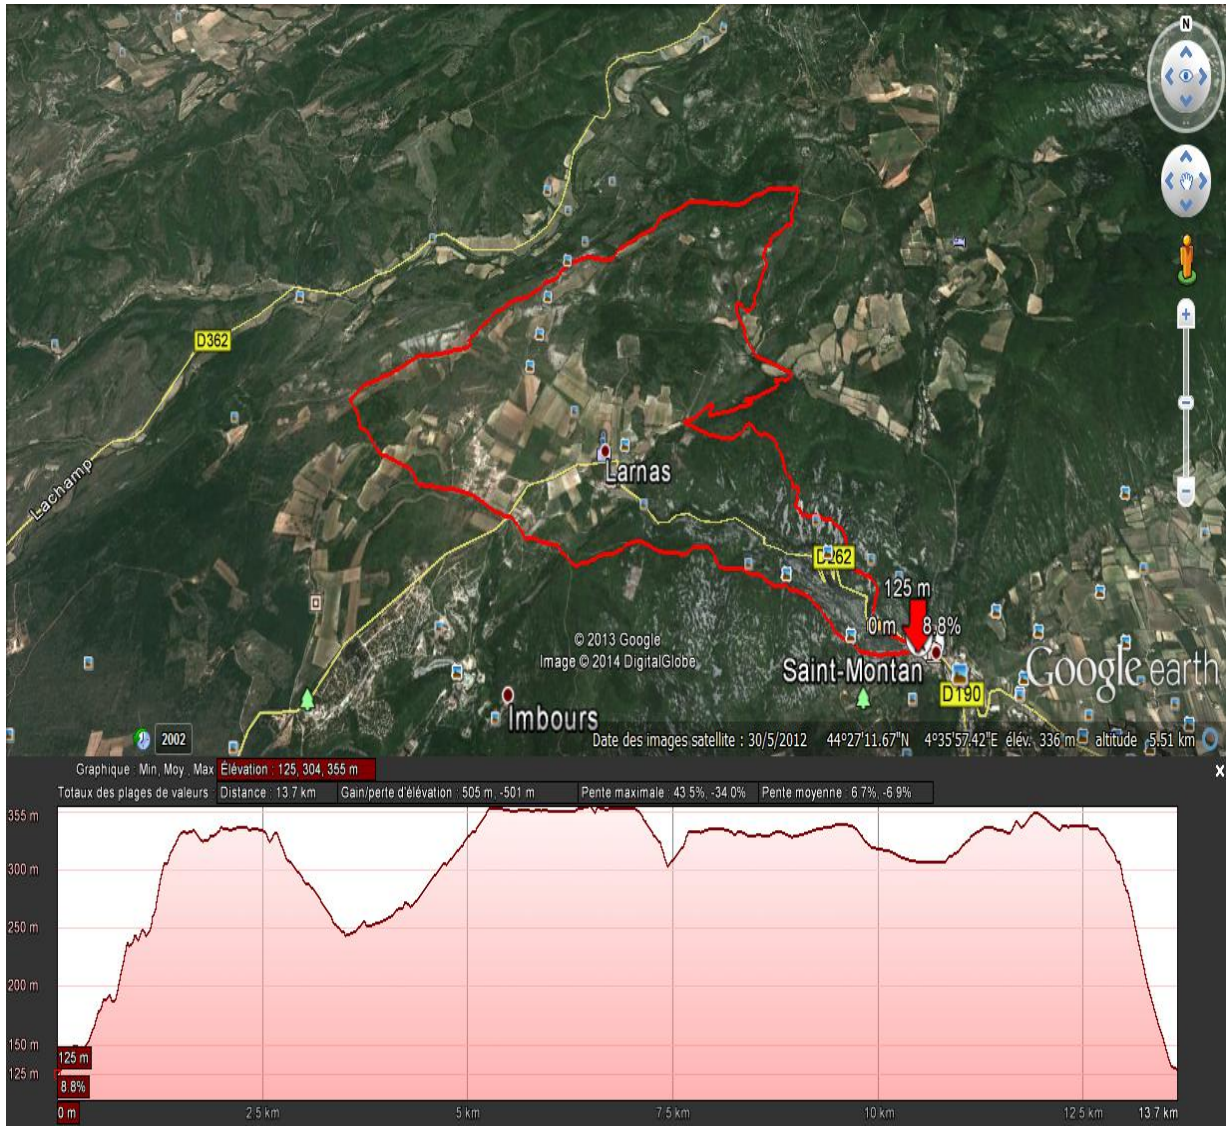 N
D362
Lachamp
Larnas
D262
125 m
0 m 8.8%
© 2013 Google
Image © 2014 DigitalGlobe
Saint-Montan
Google earth
D190
Imbours
2002
Date des images satellite : 30/5/2012 44°27'11.67"N 4°35'57.42"E élév. 336 m altitude 5.51 km
Graphique : Min, Moy., Max Élévation : 125, 304, 355 m
Totaux des plages de valeurs : Distance : 13.7 km Gain/perte d'élévation : 505 m, -501 m Pente maximale : 43.5%, -34.0% Pente moyenne : 6.7%, -6.9%
355 m
300 m
250 m
200 m
150 m
125 m
125 m
8.8%
0 m 2.5 km 5 km 7.5 km 10 km 12.5 km 13.7 km